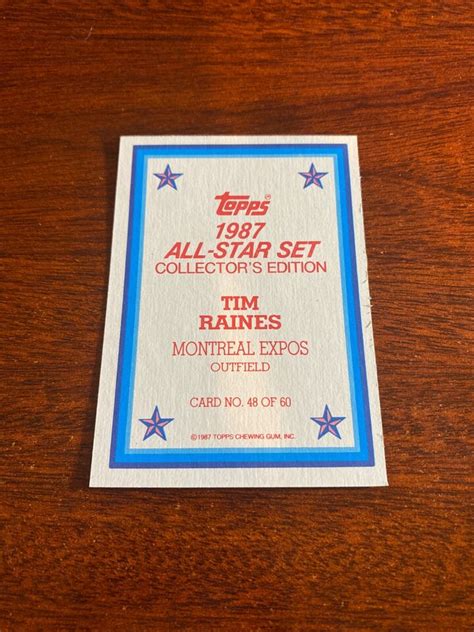 Topps®
1987
ALL-STAR SET
COLLECTOR'S EDITION
TIM
RAINES
MONTREAL EXPOS
OUTFIELD
CARD NO. 48 OF 60
©1987 TOPPS CHEWING GUM, INC.